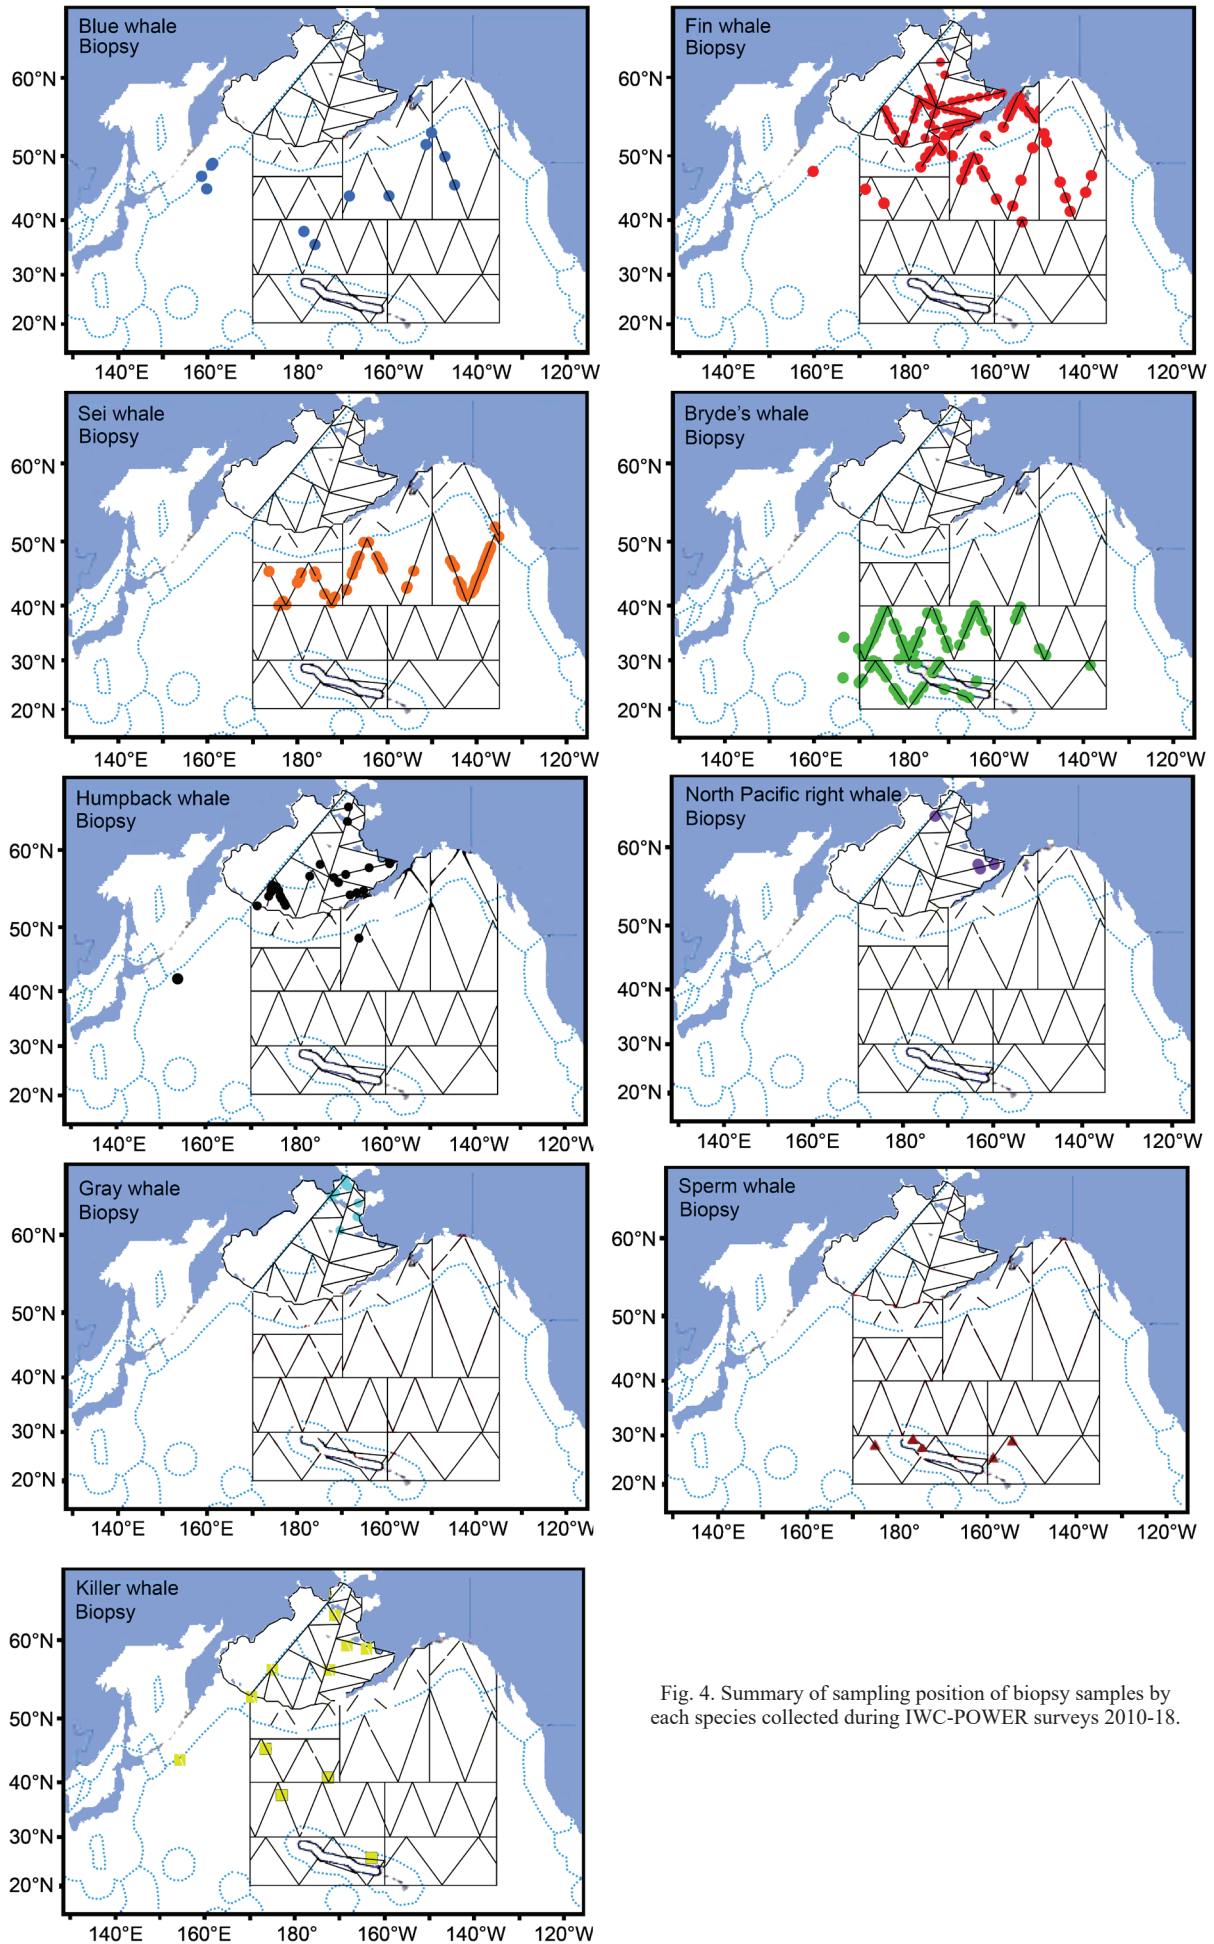 Blue whale
Biopsy
60°N
50°N
40°N
30°N
20°N
140°E 160°E 180° 160°W 140°W 120°W
Fin whale
Biopsy
60°N
50°N
40°N
30°N
20°N
140°E 160°E 180° 160°W 140°W 120°W
Sei whale
Biopsy
60°N
50°N
40°N
30°N
20°N
140°E 160°E 180° 160°W 140°W 120°W
Bryde's whale
Biopsy
60°N
50°N
40°N
30°N
20°N
140°E 160°E 180° 160°W 140°W 120°W
Humpback whale
Biopsy
60°N
50°N
40°N
30°N
20°N
140°E 160°E 180° 160°W 140°W 120°W
North Pacific right whale
Biopsy
60°N
50°N
40°N
30°N
20°N
140°E 160°E 180° 160°W 140°W 120°W
Gray whale
Biopsy
60°N
50°N
40°N
30°N
20°N
140°E 160°E 180° 160°W 140°W 120°W
Sperm whale
Biopsy
60°N
50°N
40°N
30°N
20°N
140°E 160°E 180° 160°W 140°W 120°W
Killer whale
Biopsy
60°N
50°N
40°N
30°N
20°N
140°E 160°E 180° 160°W 140°W 120°W
Fig. 4. Summary of sampling position of biopsy samples by
each species collected during IWC-POWER surveys 2010-18.